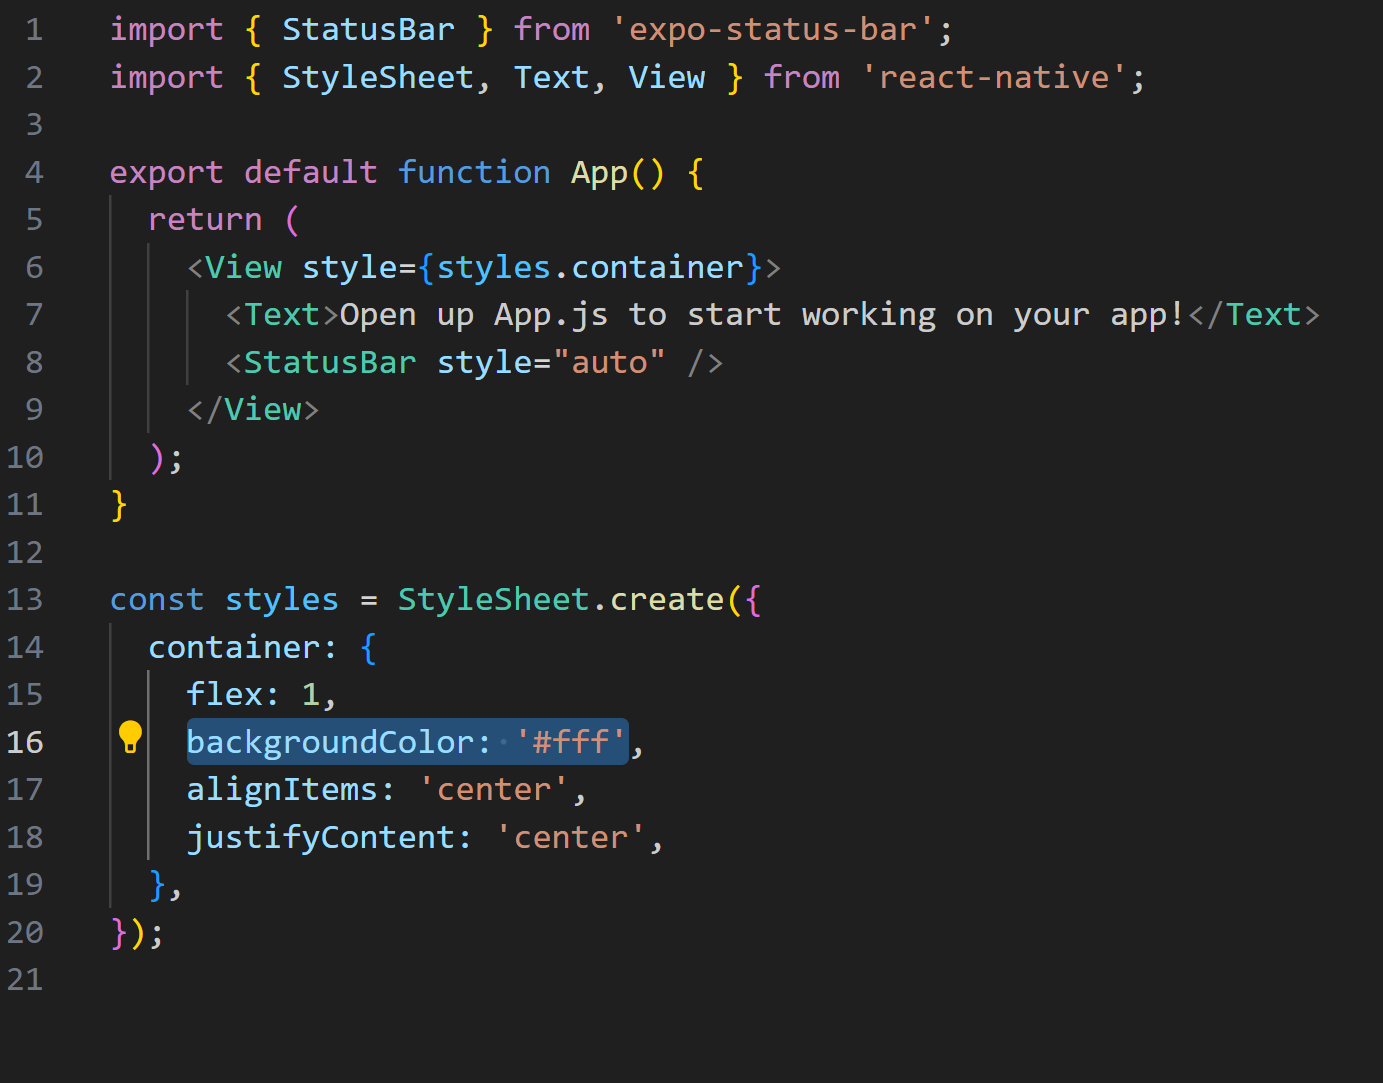 1 import { StatusBar } from 'expo-status-bar';
2 import { StyleSheet, Text, View } from 'react-native';
3
4 export default function App() {
5   return (
6     <View style={styles.container}>
7       <Text>Open up App.js to start working on your app!</Text>
8       <StatusBar style="auto" />
9     </View>
10   );
11 }
12
13 const styles = StyleSheet.create({
14   container: {
15     flex: 1,
16     backgroundColor: '#fff',
17     alignItems: 'center',
18     justifyContent: 'center',
19   },
20 });
21